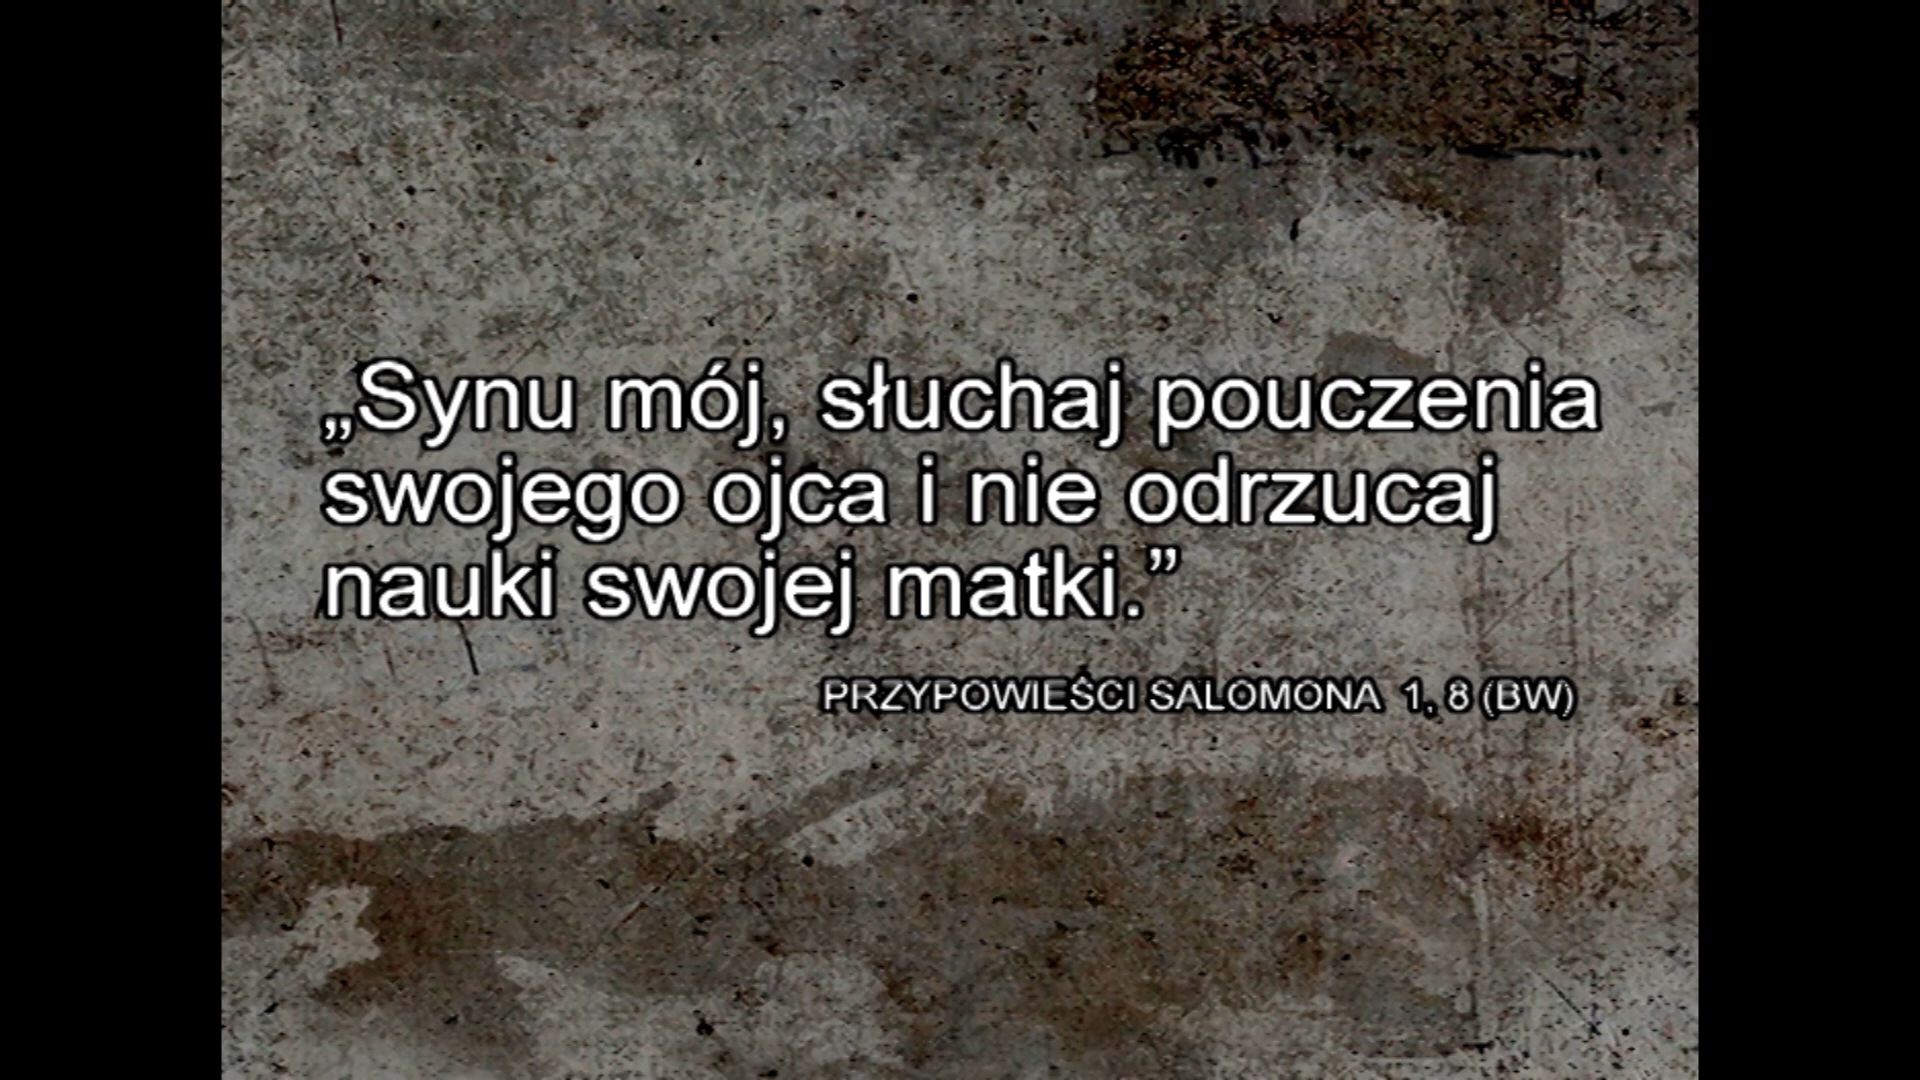 „Synu mój, słuchaj pouczenia
swojego ojca i nie odrzucaj
nauki swojej matki.”
PRZYPOWIEŚCI SALOMONA 1, 8 (BW)